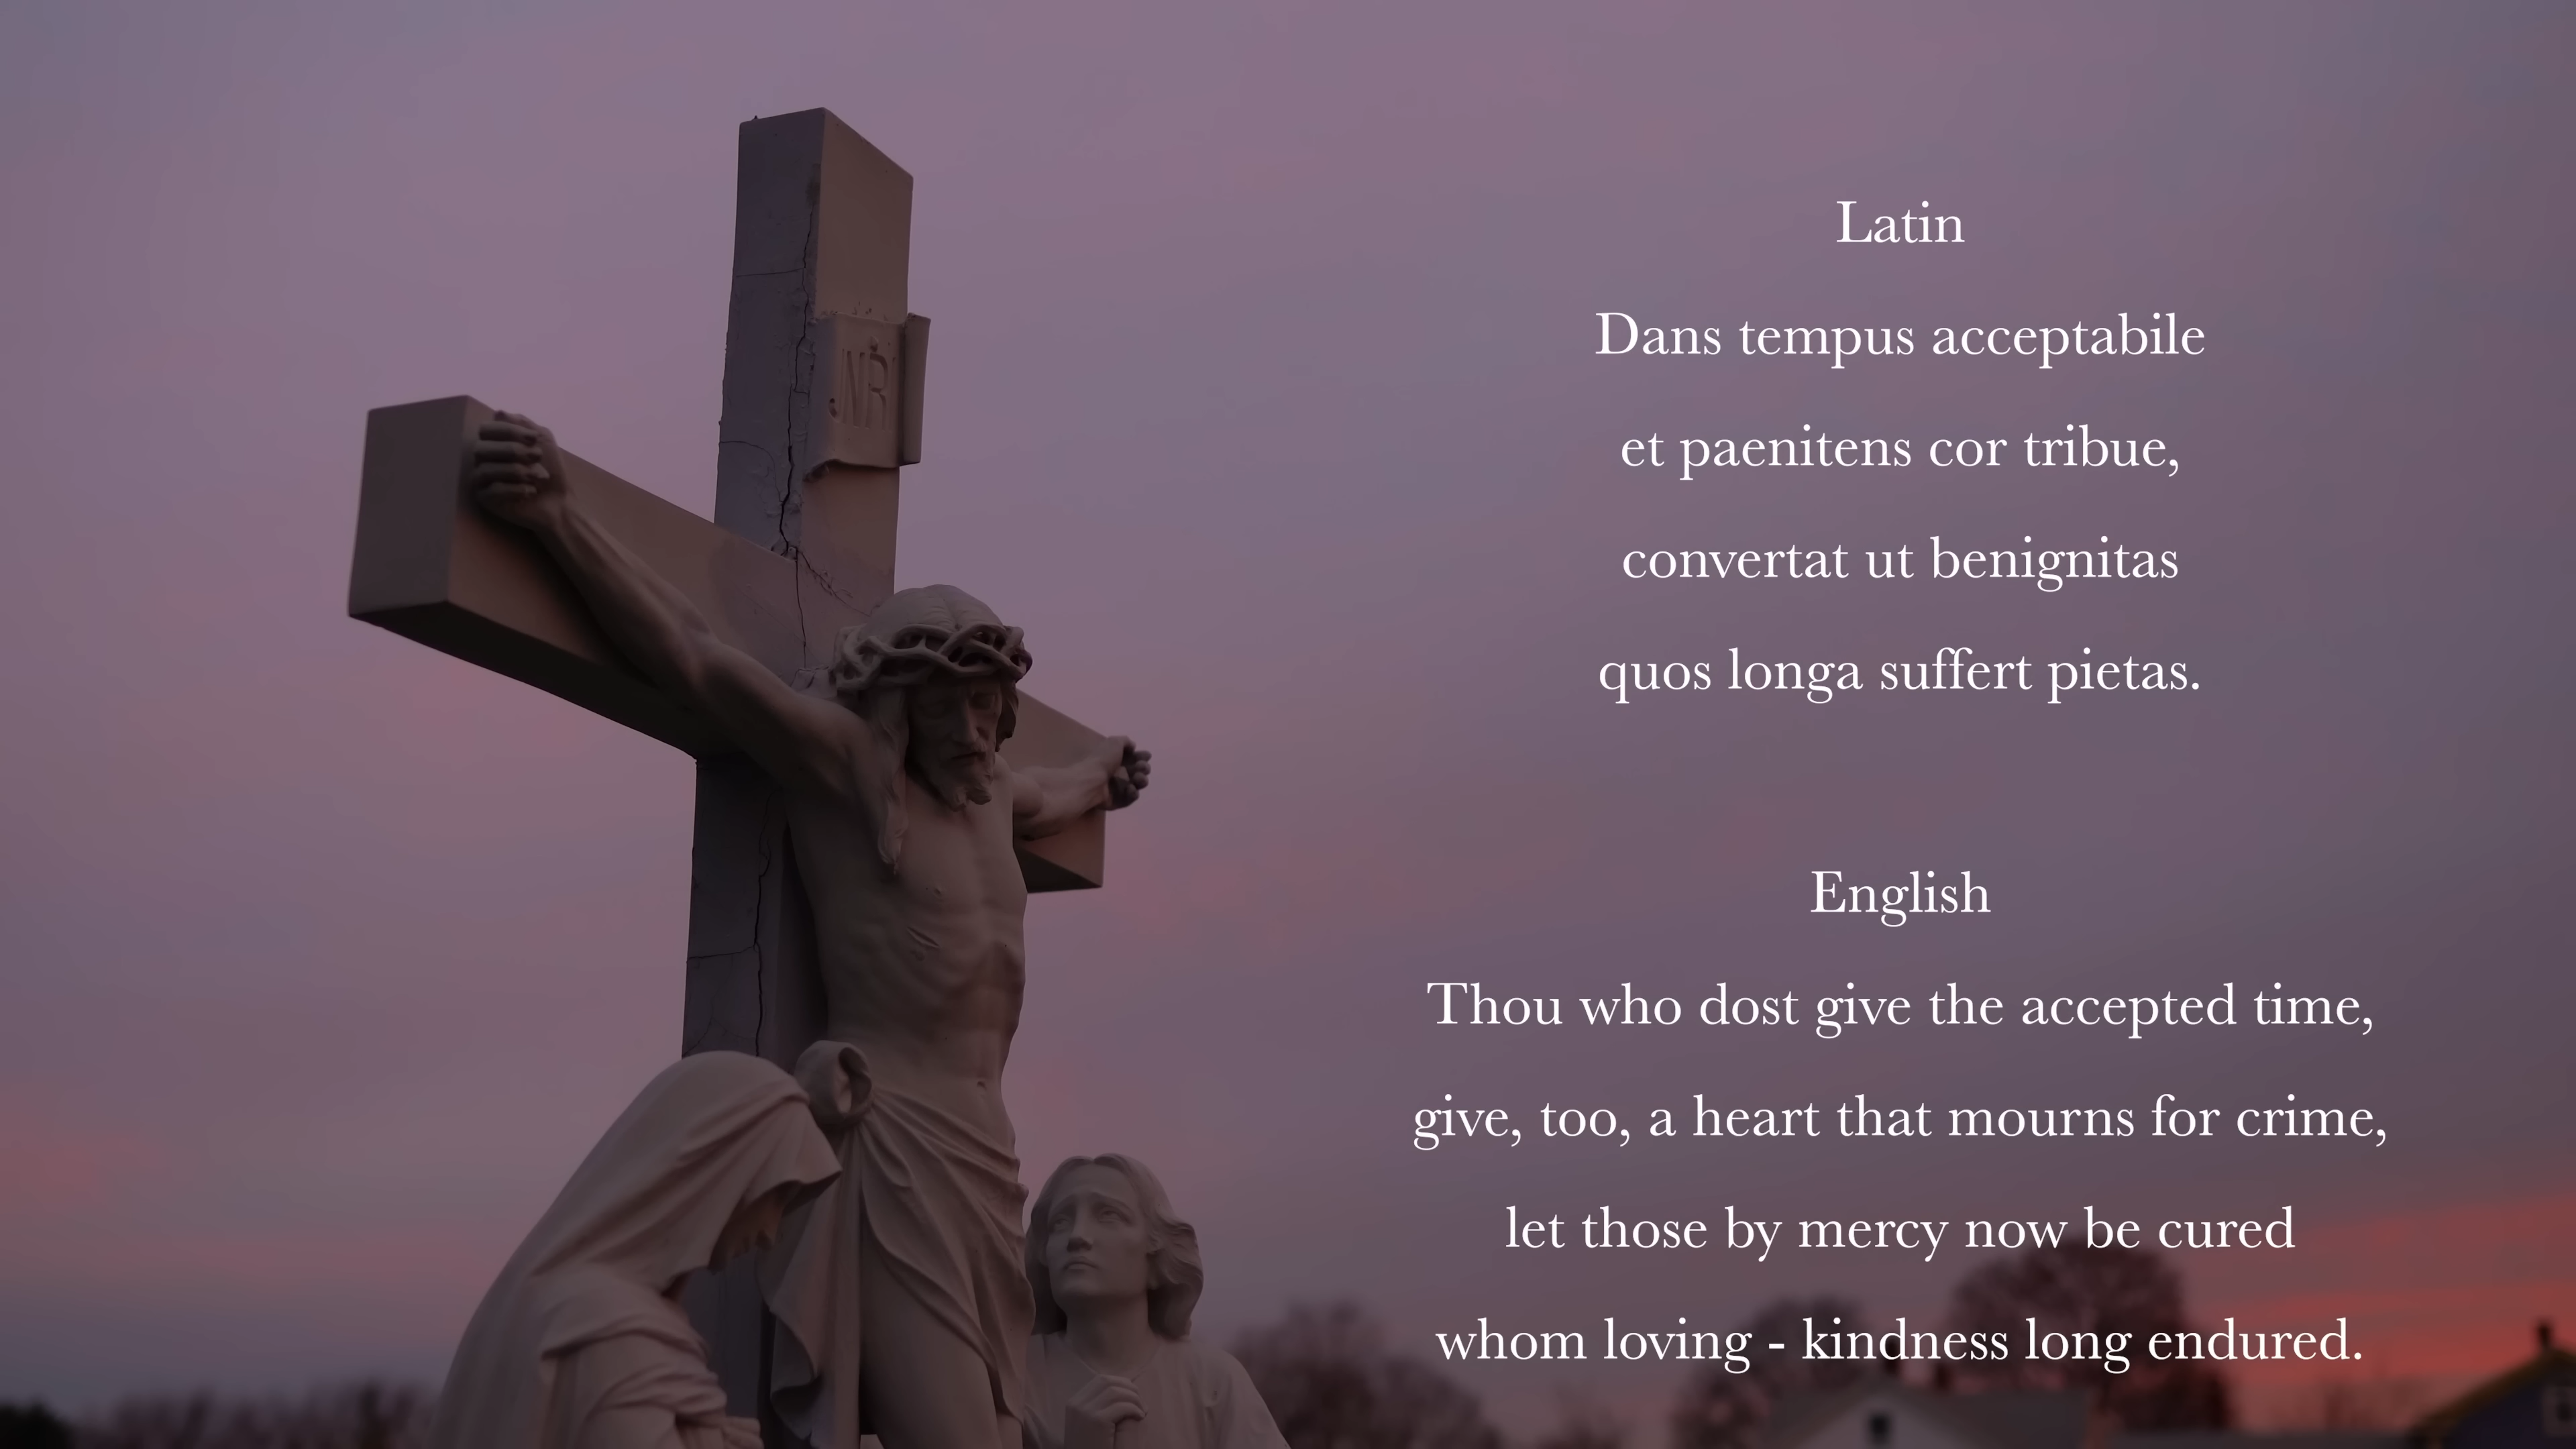 JNRI
Latin
Dans tempus acceptabile
et paenitens cor tribue,
convertat ut benignitas
quos longa suffert pietas.
English
Thou who dost give the accepted time,
give, too, a heart that mourns for crime,
let those by mercy now be cured
whom loving - kindness long endured.